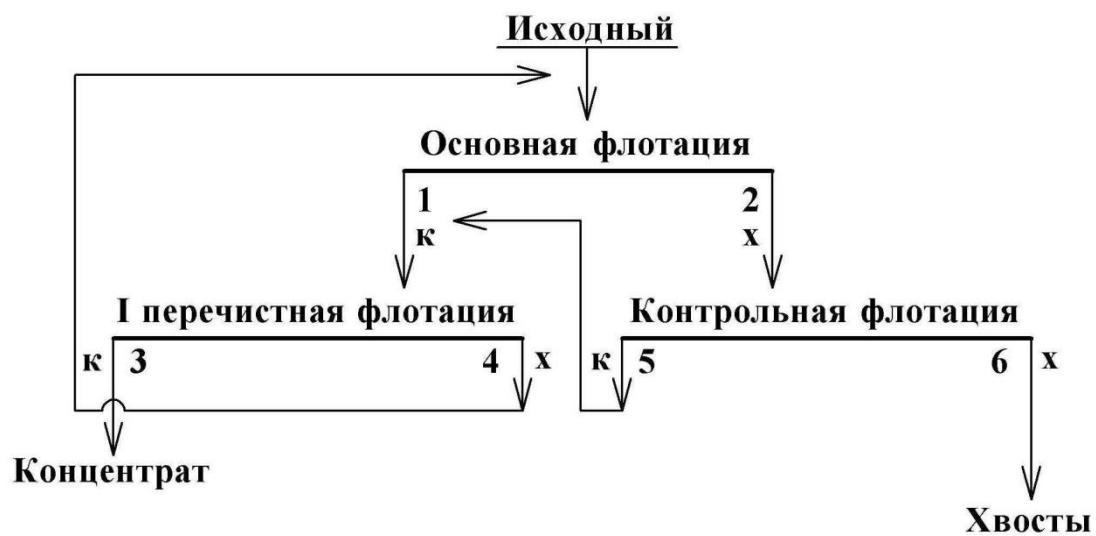 Исходный
Основная флотация
1
к
2
х
I перечистная флотация
Контрольная флотация
к 3
4 х
к 5
6 х
Концентрат
Хвосты